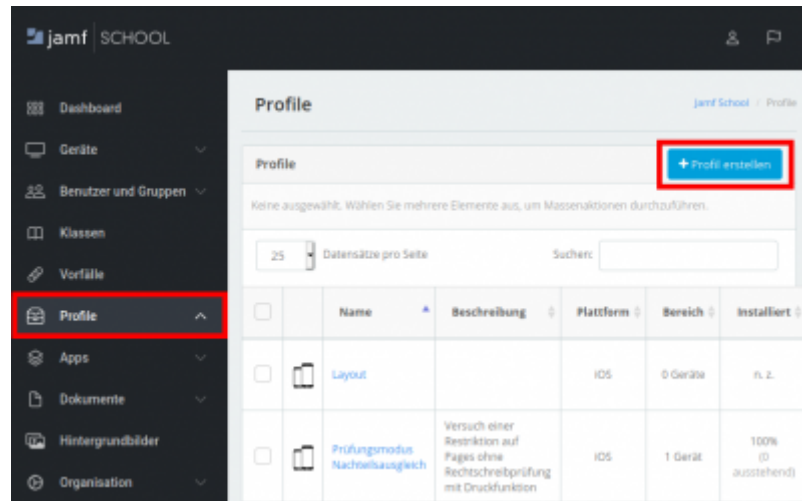 jamf SCHOOL
Dashboard
Geräte
Benutzer und Gruppen
Klassen
Vorfälle
Profile
Apps
Dokumente
Hintergrundbilder
Organisation
Profile
Jamf School / Profile
Profile
+ Profil erstellen
Keine ausgewählt. Wählen Sie mehrere Elemente aus, um Massenaktionen durchzuführen.
25 Datensätze pro Seite Suchen:
Name Beschreibung Plattform Bereich Installiert
Layout iOS 0 Geräte n. z.
Prüfungsmodus
Nachteilsausgleich
Versuch einer
Restriktion auf
Pages ohne
Rechtschreibprüfung
mit Druckfunktion
iOS
1 Gerät
100%
(0
ausstehend)